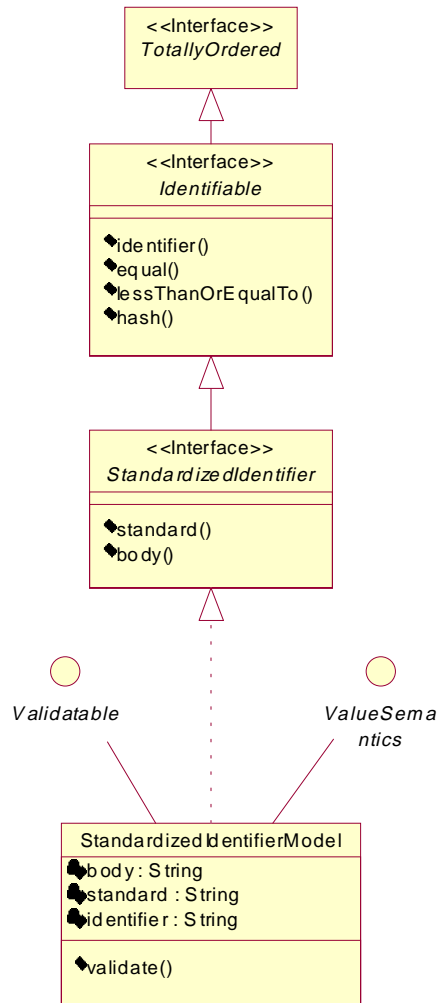 <<Interface>>
TotallyOrdered
<<Interface>>
Identifiable
identifier()
equal()
lessThanOrEqualTo()
hash()
<<Interface>>
StandardizedIdentifier
standard()
body()
Validatable
ValueSema
ntics
StandardizedIdentifierModel
body : String
standard : String
identifier : String
validate()